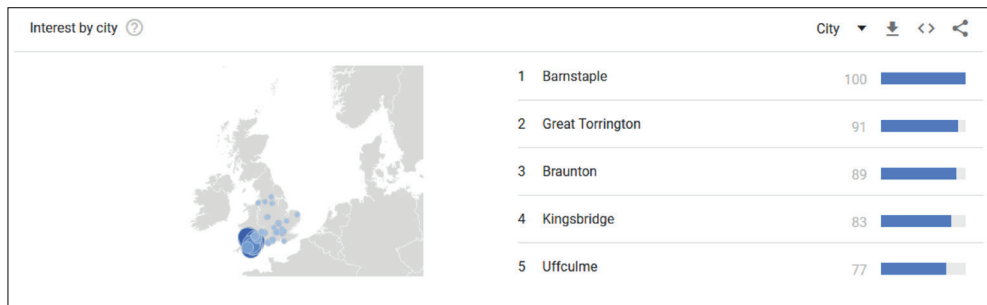 Interest by city ?
City
1 Barnstaple 100
2 Great Torrington 91
3 Braunton 89
4 Kingsbridge 83
5 Uffculme 77